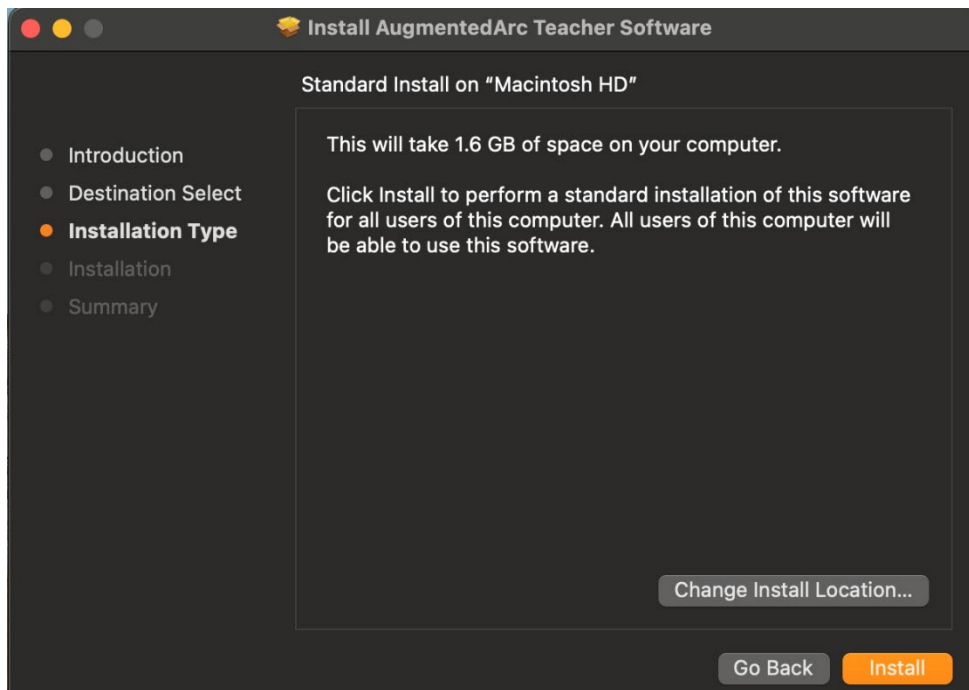 Install AugmentedArc Teacher Software
Standard Install on “Macintosh HD”
Introduction
Destination Select
Installation Type
Installation
Summary
This will take 1.6 GB of space on your computer.
Click Install to perform a standard installation of this software
for all users of this computer. All users of this computer will
be able to use this software.
Change Install Location...
Go Back
Install